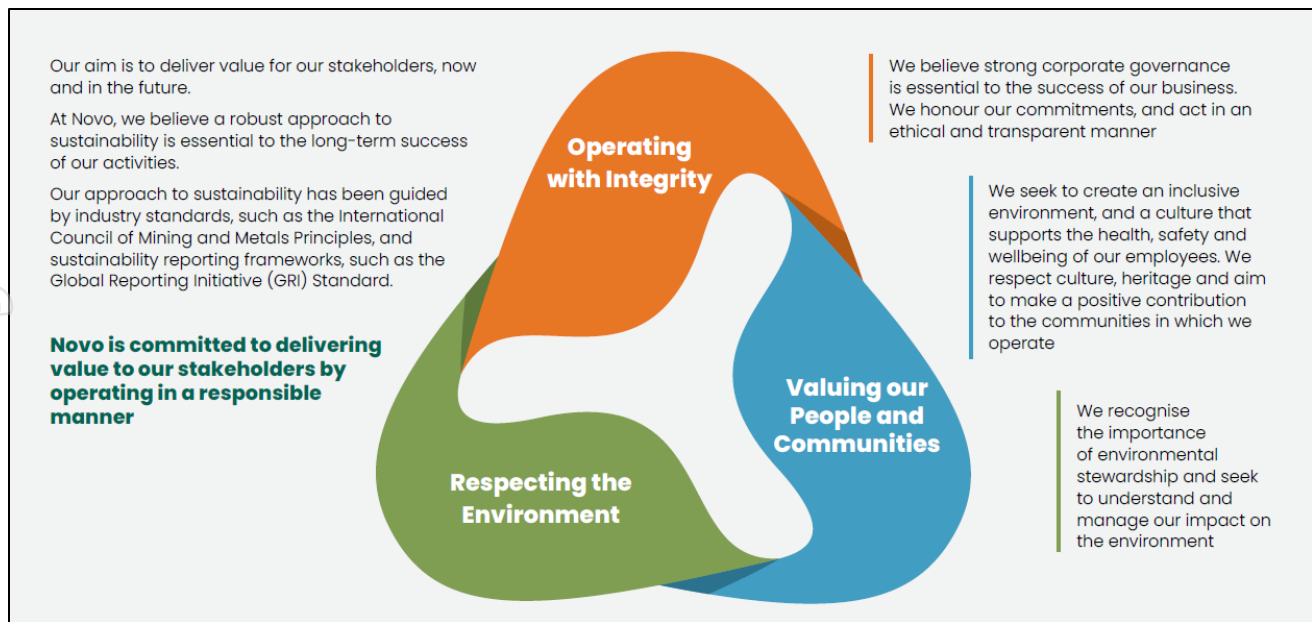 Our aim is to deliver value for our stakeholders, now
and in the future.
At Novo, we believe a robust approach to
sustainability is essential to the long-term success
of our activities.
Our approach to sustainability has been guided
by industry standards, such as the International
Council of Mining and Metals Principles, and
sustainability reporting frameworks, such as the
Global Reporting Initiative (GRI) Standard.
Novo is committed to delivering
value to our stakeholders by
operating in a responsible
manner
Operating
with Integrity
Valuing our
People and
Communities
Respecting the
Environment
We believe strong corporate governance
is essential to the success of our business.
We honour our commitments, and act in an
ethical and transparent manner
We seek to create an inclusive
environment, and a culture that
supports the health, safety and
wellbeing of our employees. We
respect culture, heritage and aim
to make a positive contribution
to the communities in which we
operate
We recognise
the importance
of environmental
stewardship and seek
to understand and
manage our impact on
the environment